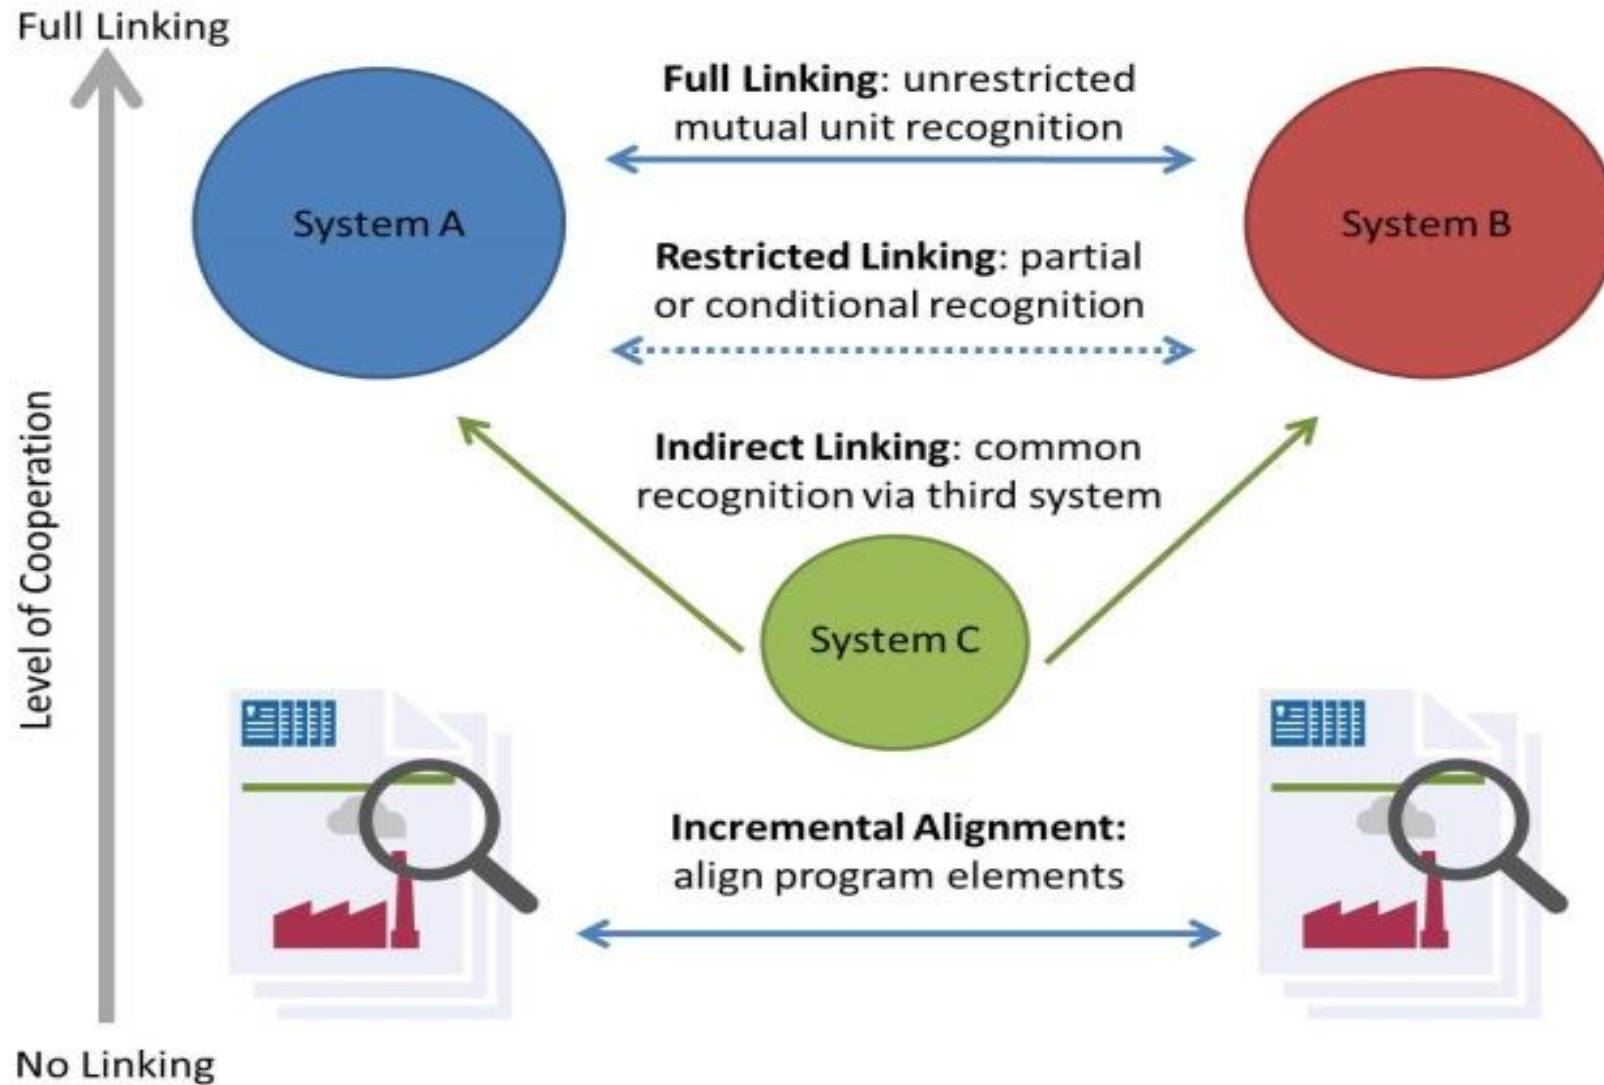 Full Linking
Full Linking: unrestricted
mutual unit recognition
System A
System B
Restricted Linking: partial
or conditional recognition
Level of Cooperation
Indirect Linking: common
recognition via third system
System C
Incremental Alignment:
align program elements
No Linking